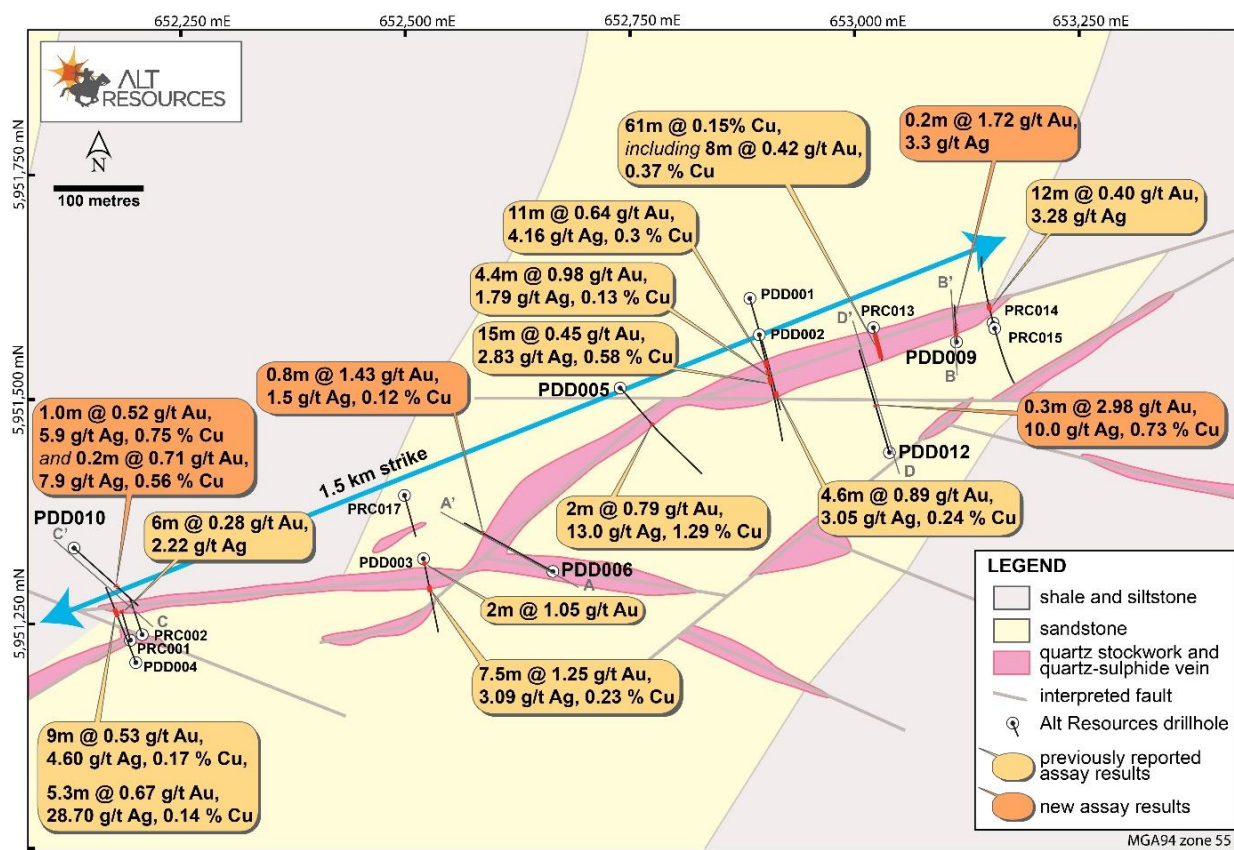 652,250 mE
652,500 mE
652,750 mE
653,000 mE
653,250 mE
5,951,750 mN
5,951,500 mN
5,951,250 mN
ALT
RESOURCES
N
100 metres
61m @ 0.15% Cu,
including 8m @ 0.42 g/t Au,
0.37 % Cu
0.2m @ 1.72 g/t Au,
3.3 g/t Ag
12m @ 0.40 g/t Au,
3.28 g/t Ag
11m @ 0.64 g/t Au,
4.16 g/t Ag, 0.3 % Cu
4.4m @ 0.98 g/t Au,
1.79 g/t Ag, 0.13 % Cu
15m @ 0.45 g/t Au,
2.83 g/t Ag, 0.58 % Cu
0.8m @ 1.43 g/t Au,
1.5 g/t Ag, 0.12 % Cu
1.0m @ 0.52 g/t Au,
5.9 g/t Ag, 0.75 % Cu
and 0.2m @ 0.71 g/t Au,
7.9 g/t Ag, 0.56 % Cu
6m @ 0.28 g/t Au,
2.22 g/t Ag
1.5 km strike
PDD001
PDD002
D'
PRC013
B'
PDD009
B
PRC014
PRC015
PDD005
0.3m @ 2.98 g/t Au,
10.0 g/t Ag, 0.73 % Cu
PDD012
D
4.6m @ 0.89 g/t Au,
3.05 g/t Ag, 0.24 % Cu
2m @ 0.79 g/t Au,
13.0 g/t Ag, 1.29 % Cu
PRC017
A'
PDD003
PDD006
A
2m @ 1.05 g/t Au
7.5m @ 1.25 g/t Au,
3.09 g/t Ag, 0.23 % Cu
PDD010
C'
C
PRC002
PRC001
PDD004
9m @ 0.53 g/t Au,
4.60 g/t Ag, 0.17 % Cu,
5.3m @ 0.67 g/t Au,
28.70 g/t Ag, 0.14 % Cu
LEGEND
shale and siltstone
sandstone
quartz stockwork and
quartz-sulphide vein
interpreted fault
Alt Resources drillhole
previously reported
assay results
new assay results
MGA94 zone 55